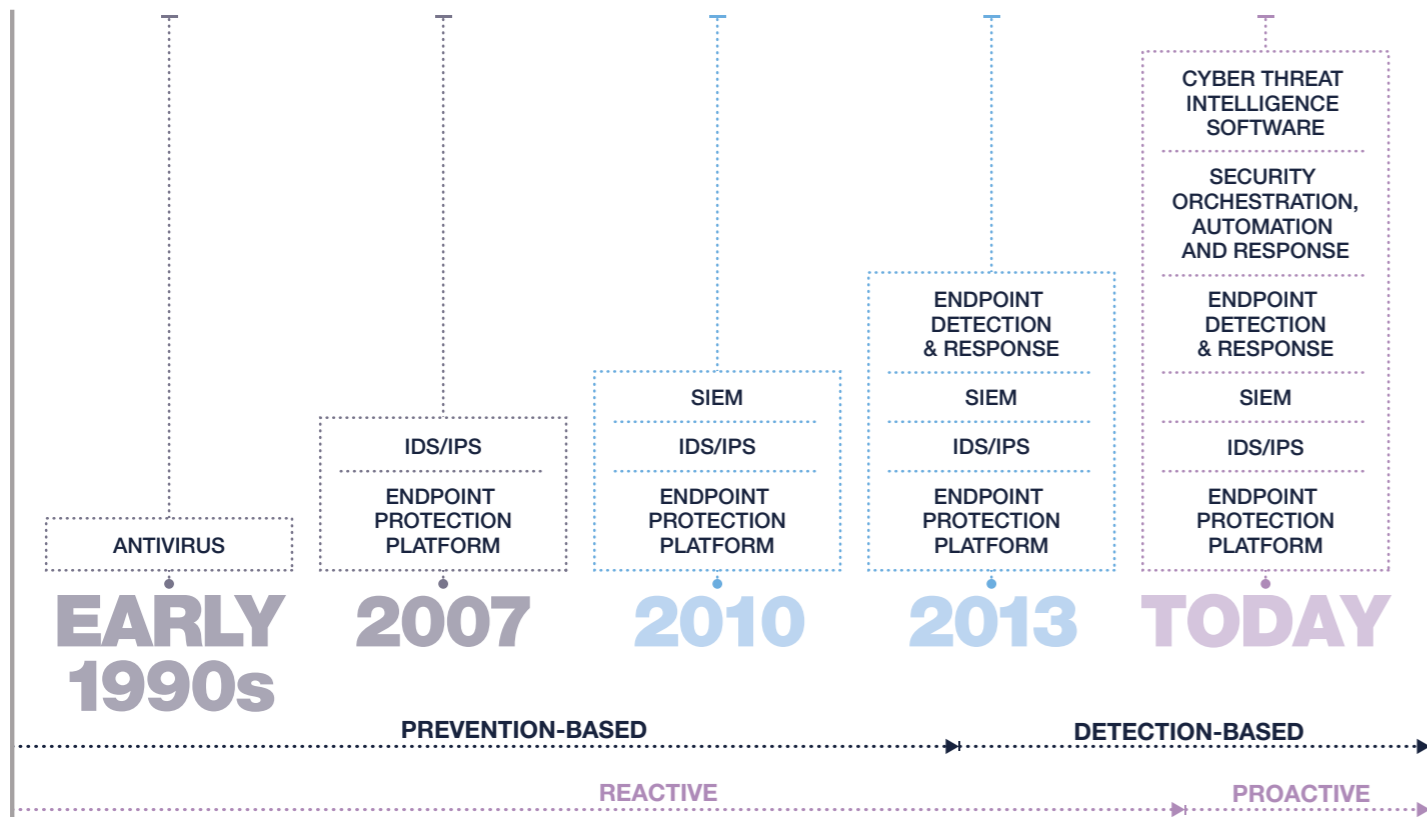 ANTIVIRUS
EARLY
1990s
IDS/IPS
ENDPOINT
PROTECTION
PLATFORM
2007
SIEM
IDS/IPS
ENDPOINT
PROTECTION
PLATFORM
2010
ENDPOINT
DETECTION
& RESPONSE
SIEM
IDS/IPS
ENDPOINT
PROTECTION
PLATFORM
2013
CYBER THREAT
INTELLIGENCE
SOFTWARE
SECURITY
ORCHESTRATION,
AUTOMATION
AND RESPONSE
ENDPOINT
DETECTION
& RESPONSE
SIEM
IDS/IPS
ENDPOINT
PROTECTION
PLATFORM
TODAY
PREVENTION-BASED
DETECTION-BASED
REACTIVE
PROACTIVE